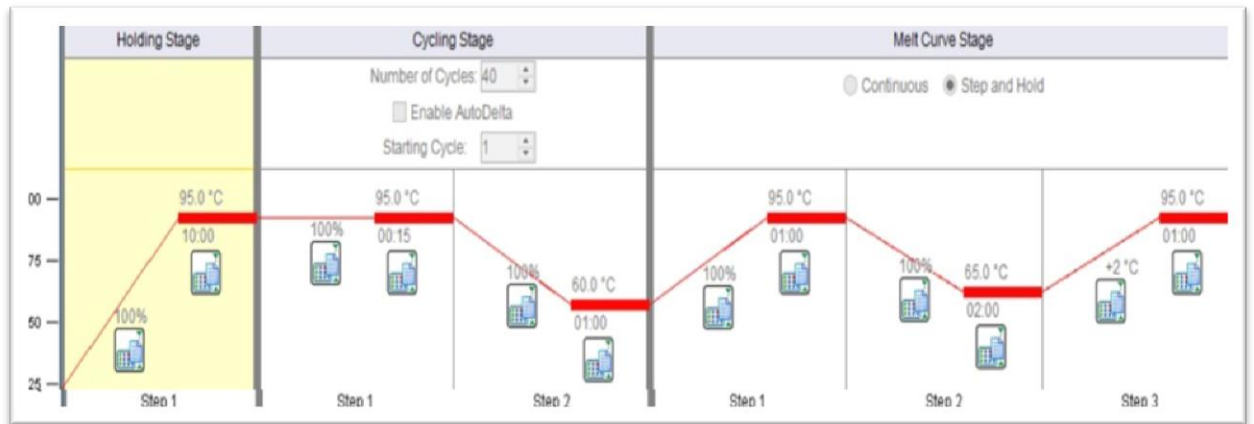 Holding Stage
Cycling Stage
Melt Curve Stage
Number of Cycles: 40
Continuous Step and Hold
Enable AutoDelta
Starting Cycle: 1
00
95.0 °C
95.0 °C
95.0 °C
95.0 °C
10:00
100%
00:15
01:00
01:00
75
100%
60.0 °C
100%
100%
65.0 °C
+2 °C
50
100%
01:00
02:00
25
Step 1
Step 1
Step 2
Step 1
Step 2
Step 3